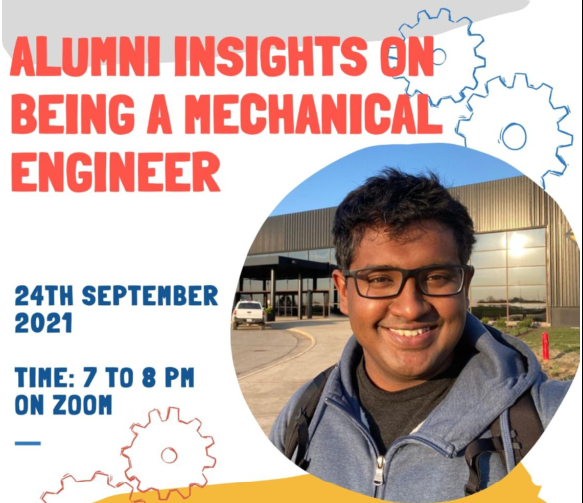 ALUMNI INSIGHTS ON
BEING A MECHANICAL
ENGINEER
24TH SEPTEMBER
2021
TIME: 7 TO 8 PM
ON ZOOM